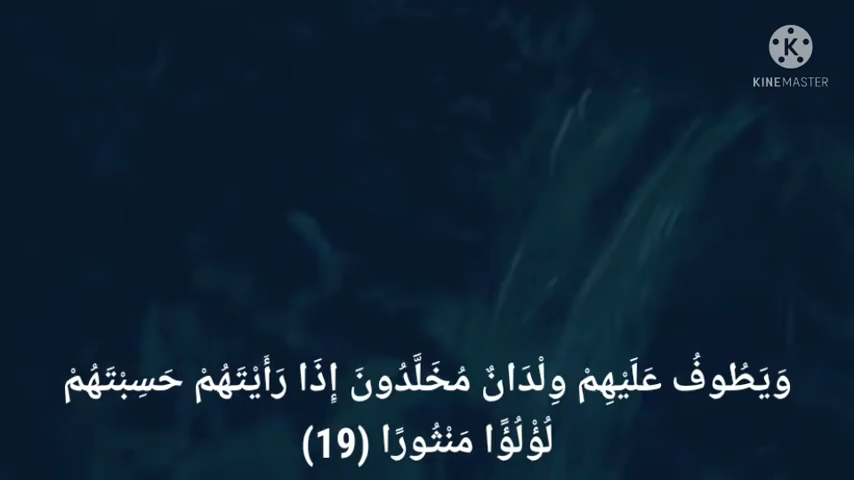 K
KINEMASTER
وَيَطُوفُ عَلَيْهِمْ وِلْدَانٌ مُخَلَّدُونَ إِذَا رَأَيْتَهُمْ حَسِبْتَهُمْ
لُؤْلُؤًا مَنْثُورًا (19)